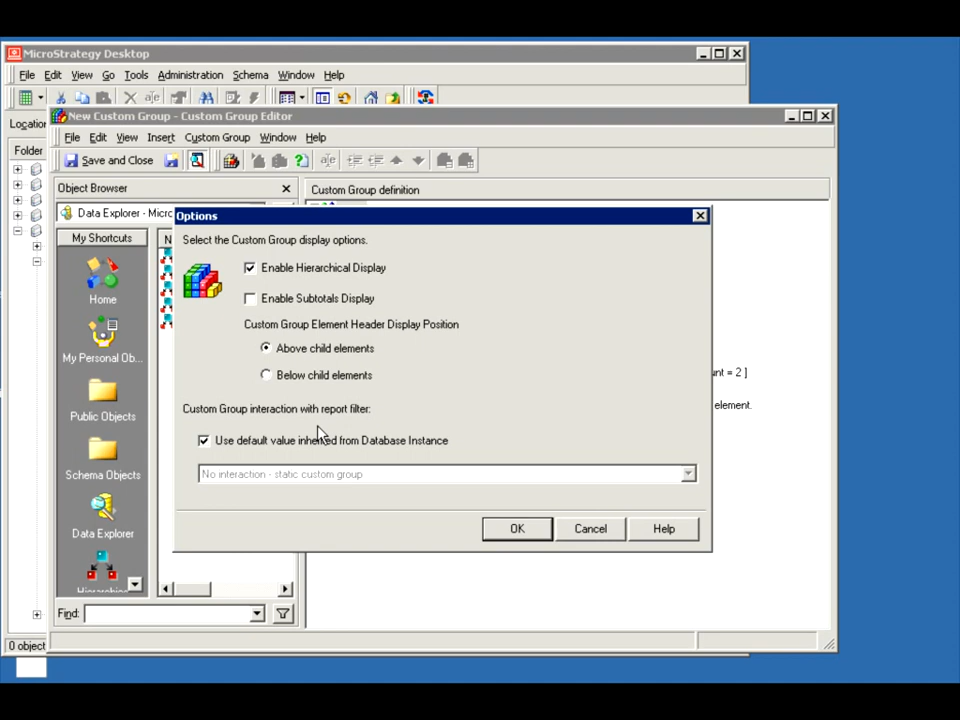 MicroStrategy Desktop
File Edit View Go Tools Administration Schema Window Help
New Custom Group - Custom Group Editor
File Edit View Insert Custom Group Window Help
Save and Close
Folder
Object Browser
Custom Group definition
Data Explorer - Micro
My Shortcuts
Home
My Personal Ob...
Public Objects
Schema Objects
Data Explorer
Find:
0 object
Options
Select the Custom Group display options.
Enable Hierarchical Display
Enable Subtotals Display
Custom Group Element Header Display Position
Above child elements
Below child elements
Custom Group interaction with report filter:
Use default value inherited from Database Instance
No interaction - static custom group
OK Cancel Help
unt = 2 ]
element.